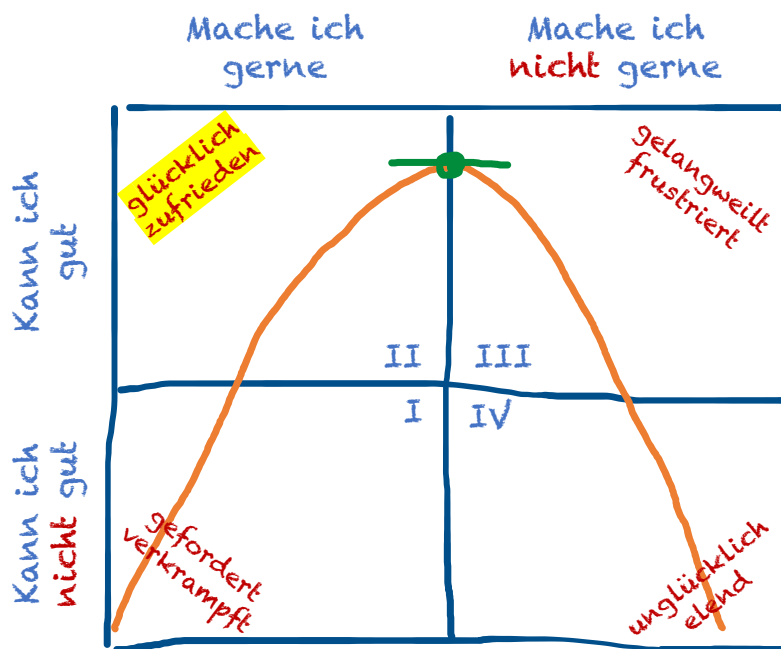 Mache ich
gerne
Mache ich
nicht gerne
Kann ich
gut
glücklich
zufrieden
gelangweilt
frustriert
II
III
I
IV
Kann ich
nicht gut
gefordert
verkrampft
unglücklich
elend